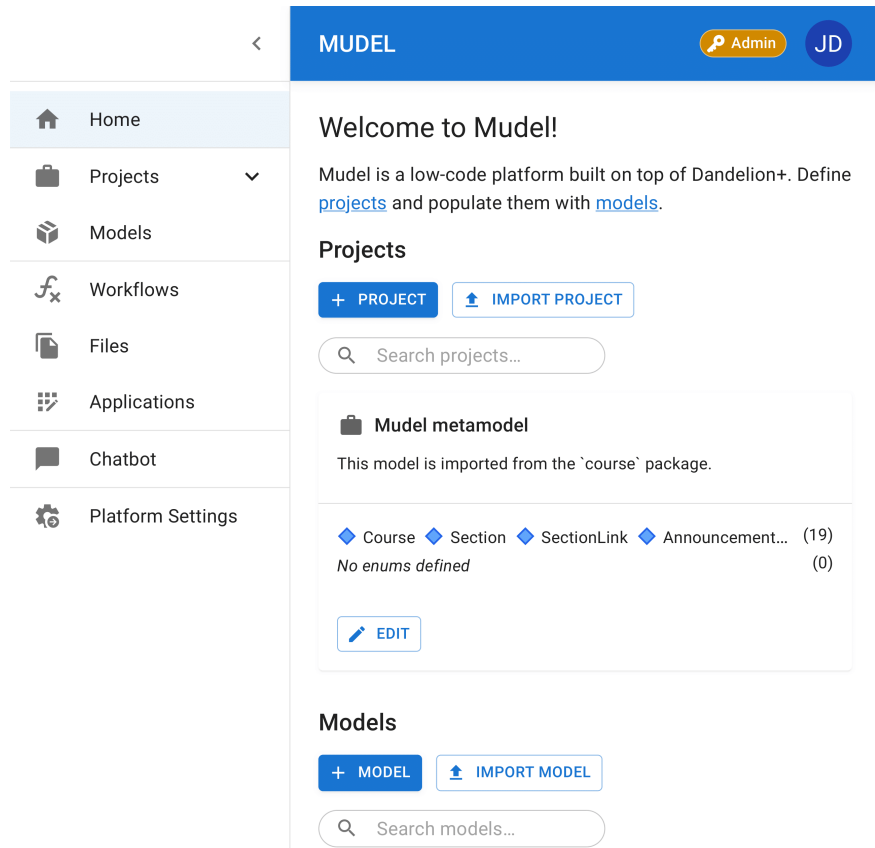 MUDEL
Admin
JD
Home
Projects
Models
Workflows
Files
Applications
Chatbot
Platform Settings
Welcome to Mudel!
Mudel is a low-code platform built on top of Dandelion+. Define
projects and populate them with models.
Projects
PROJECT
IMPORT PROJECT
Search projects…
Mudel metamodel
This model is imported from the `course` package.
Course Section SectionLink Announcement... (19)
No enums defined (0)
EDIT
Models
MODEL
IMPORT MODEL
Search models…